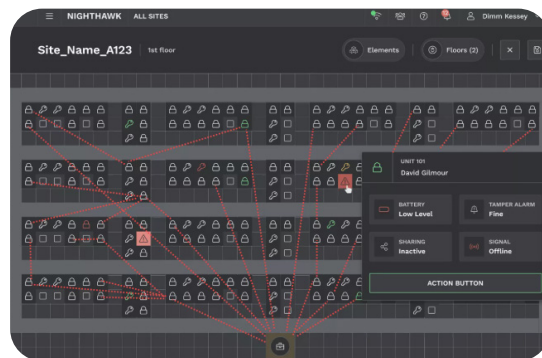 NIGHTHAWK ALL SITES Dimm Kessey
Site_Name_A123 1st floor Elements Floors (2)
UNIT 101
David Gilmour
BATTERY
Low Level
TAMPER ALARM
Fine
SHARING
Inactive
SIGNAL
Offline
ACTION BUTTON